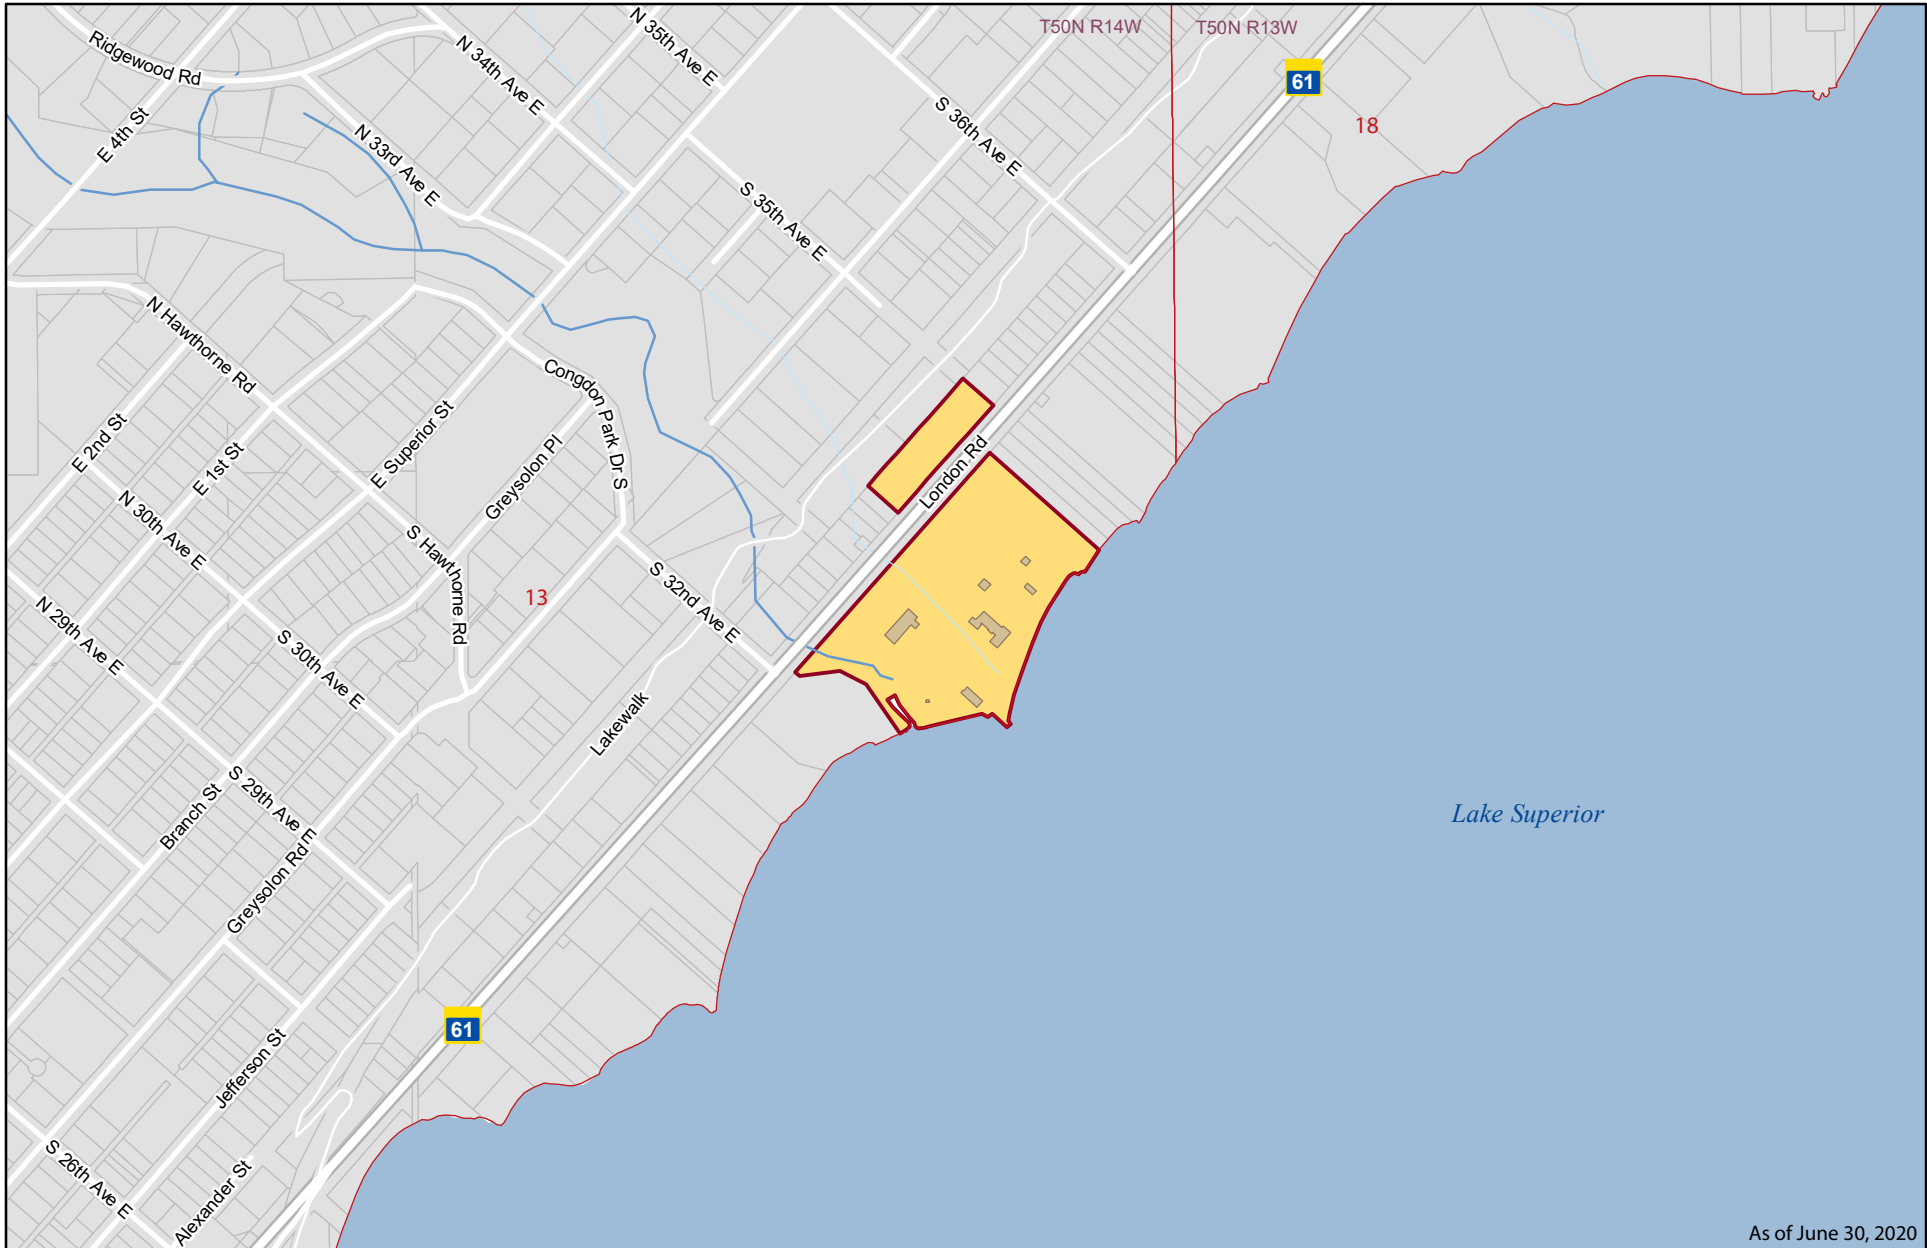 T50N R14W
T50N R13W
N 35th Ave E
Ridgewood Rd
N 34th Ave E
61
18
E 4th St
S 36th Ave E
N 33rd Ave E
S 35th Ave E
N Hawthorne Rd
Congdon Park Dr S
E 2nd St
E 1st St
E Superior St
Greysolon Pl
London Rd
N 30th Ave E
S Hawthorne Rd
13
S 32nd Ave E
N 29th Ave E
S 30th Ave E
Lakewalk
Branch St
S 29th Ave E
Lake Superior
Greysolon Rd
61
Jefferson St
S 26th Ave E
Alexander St
As of June 30, 2020